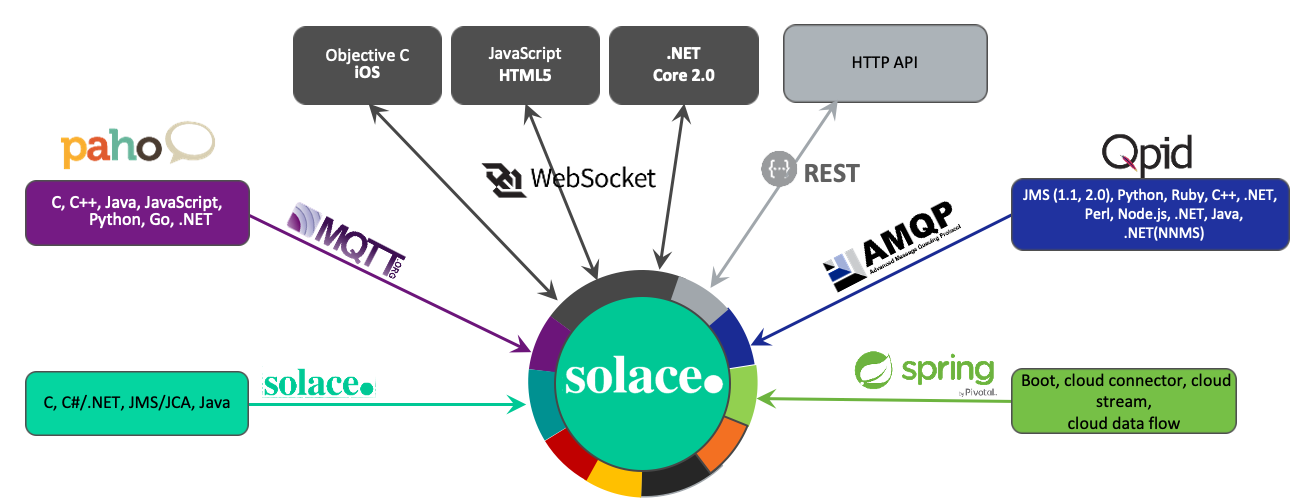 Objective C
iOS
JavaScript
HTML5
.NET
Core 2.0
HTTP API
paho
C, C++, Java, JavaScript,
Python, Go, .NET
MQTT
.ORG
WebSocket
{···} REST
AMQP
Advanced Message Queuing Protocol
Qpid
JMS (1.1, 2.0), Python, Ruby, C++, .NET,
Perl, Node.js, .NET, Java,
.NET(NNMS)
solace.
C, C#/.NET, JMS/JCA, Java
solace.
spring
by Pivotal.
Boot, cloud connector, cloud
stream,
cloud data flow